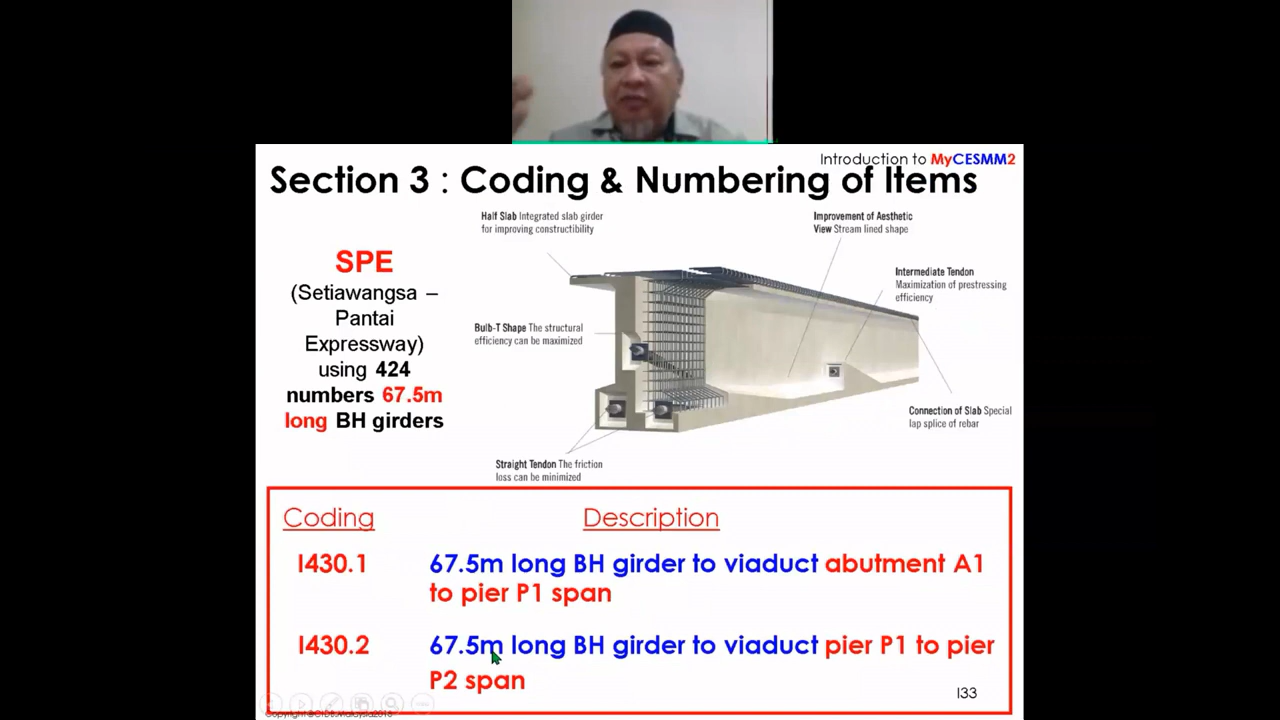 Introduction to MyCESMM2
Section 3 : Coding & Numbering of Items
Half Slab Integrated slab girder
for improving constructibility
Improvement of Aesthetic
View Stream lined shape
SPE
(Setiawangsa –
Pantai
Expressway)
using 424
numbers 67.5m
long BH girders
Intermediate Tendon
Maximization of prestressing
efficiency
Bulb-T Shape The structural
efficiency can be maximized
Connection of Slab Special
lap splice of rebar
Straight Tendon The friction
loss can be minimized
Coding Description
I430.1 67.5m long BH girder to viaduct abutment A1
to pier P1 span
I430.2 67.5m long BH girder to viaduct pier P1 to pier
P2 span
133